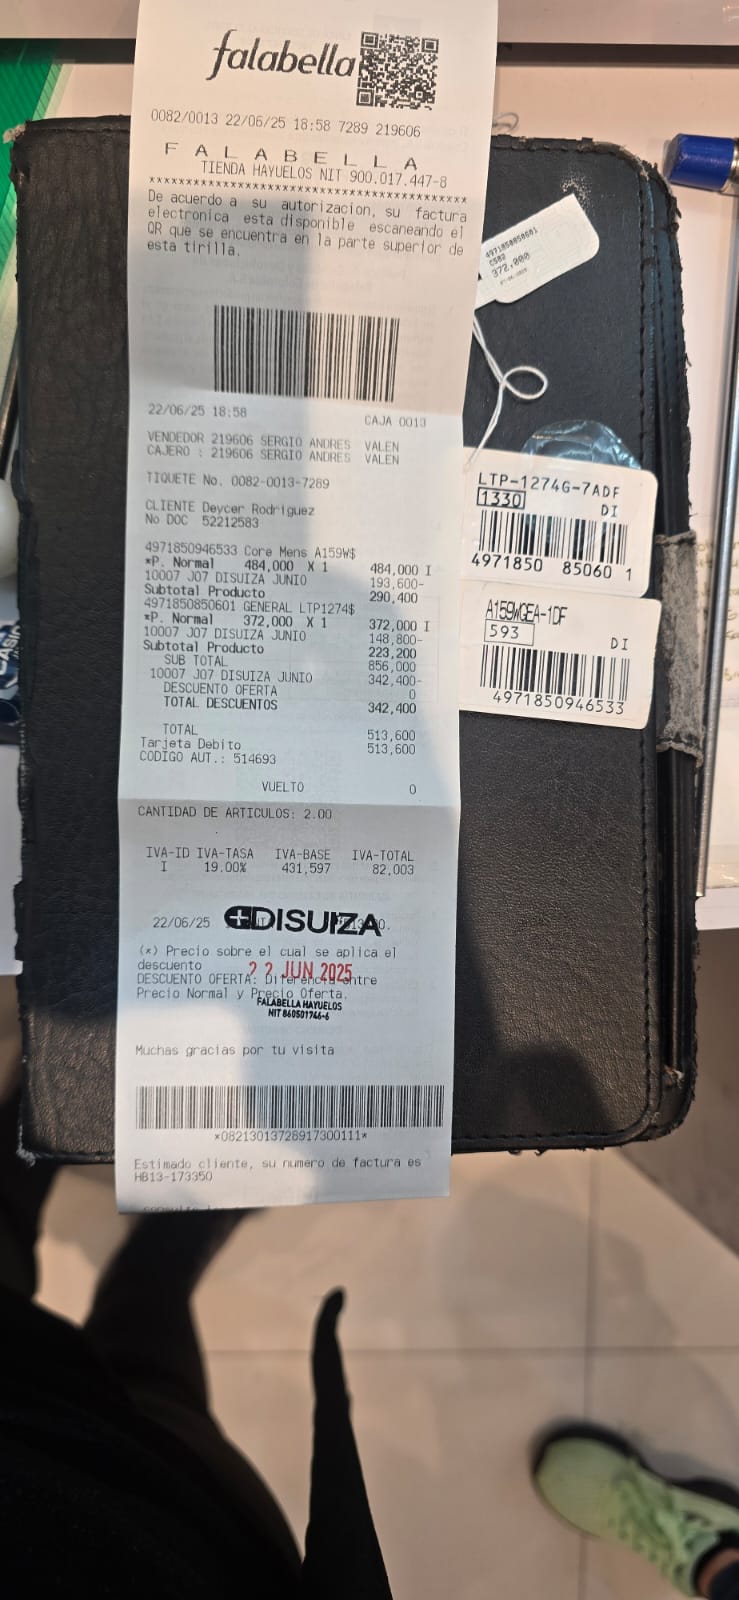 falabella
0082/0013 22/06/25 18:58 7289 219606
F A L A B E L L A
TIENDA HAYUELOS NIT 900.017.447-8
****************************************
De acuerdo a su autorizacion, su factura
electronica esta disponible escaneando el
QR que se encuentra en la parte superior de
esta tirilla.
22/06/25 18:58 CAJA 0013
VENDEDOR 219606 SERGIO ANDRES VALEN
CAJERO : 219606 SERGIO ANDRES VALEN
TIQUETE No. 0082-0013-7289
CLIENTE Deycer Rodriguez
No DOC 52212583
4971850946533 Core Mens A159W$
*P. Normal 484,000 X 1 484,000 I
10007 J07 DISUIZA JUNIO 193,600-
Subtotal Producto 290,400
4971850850601 GENERAL LTP1274$
*P. Normal 372,000 X 1 372,000 I
10007 J07 DISUIZA JUNIO 148,800-
Subtotal Producto 223,200
SUB TOTAL 856,000
10007 J07 DISUIZA JUNIO 342,400-
DESCUENTO OFERTA 0
TOTAL DESCUENTOS 342,400
TOTAL 513,600
Tarjeta Debito 513,600
CODIGO AUT.: 514693
VUELTO 0
CANTIDAD DE ARTICULOS: 2.00
IVA-ID IVA-TASA IVA-BASE IVA-TOTAL
I 19.00% 431,597 82,003
22/06/25
DISUIZA
(*) Precio sobre el cual se aplica el
descuento
22 JUN 2025
DESCUENTO OFERTA: Diferencia entre
Precio Normal y Precio Oferta.
FALABELLA HAYUELOS
NIT 860501746-6
Muchas gracias por tu visita
*08213013728917300111*
Estimado cliente, su numero de factura es
HB13-173350
4971850850601
C502
372,000
LTP-1274G-7ADF
1330 DI
4971850 85060 1
A159WGEA-1DF
593 DI
4971850946533
CASIO